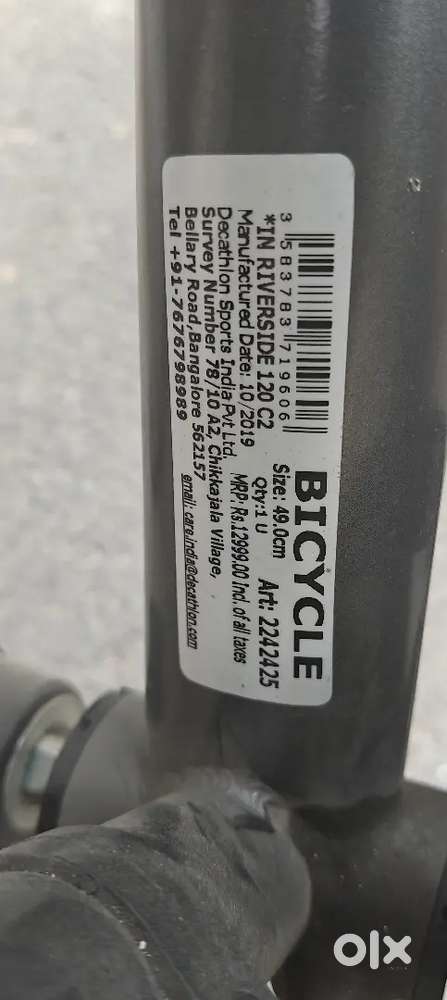 3 583783 719606
BICYCLE
*IN RIVERSIDE 120 C2
Size: 49.0cm Art: 2242425
Manufactured Date: 10/2019
Qty:1 U
Decathlon Sports India Pvt Ltd.
MRP: Rs.12999.00 Incl. of all taxes
Survey Number 78/10 A2, Chikkajala Village,
Bellary Road,Bangalore 562157
Tel +91-7676798989
email: care.india@decathlon.com
olx